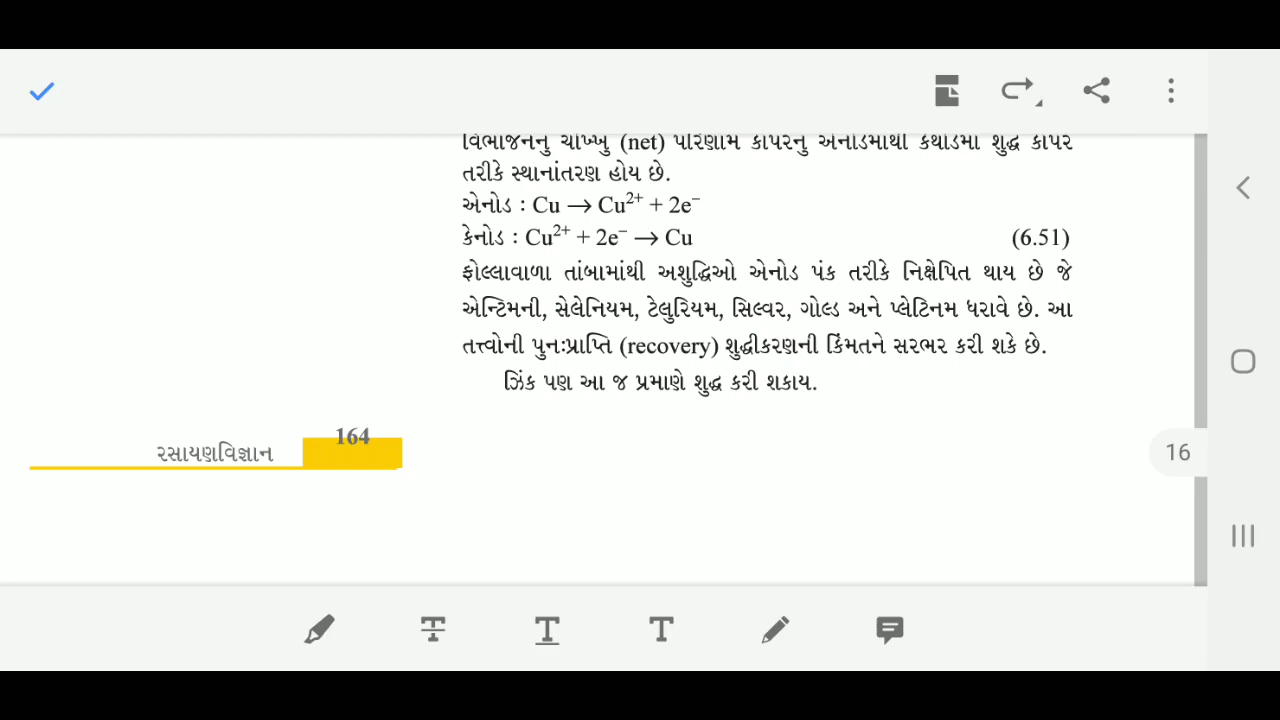 વિભાજનનું ચોખ્ખું (net) પરિણામ કૉપરનું એનોડમાંથી કેથોડમાં શુદ્ધ કૉપર
તરીકે સ્થાનાંતરણ હોય છે.
એનોડ : Cu → Cu²⁺ + 2e⁻
કેનોડ : Cu²⁺ + 2e⁻ → Cu (6.51)
ફોલ્લાવાળા તાંબામાંથી અશુદ્ધિઓ એનોડ પંક તરીકે નિક્ષેપિત થાય છે જે
એન્ટિમની, સેલેનિયમ, ટેલુરિયમ, સિલ્વર, ગોલ્ડ અને પ્લેટિનમ ધરાવે છે. આ
તત્ત્વોની પુનઃપ્રાપ્તિ (recovery) શુદ્ધીકરણની કિંમતને સરભર કરી શકે છે.
ઝિંક પણ આ જ પ્રમાણે શુદ્ધ કરી શકાય.
રસાયણવિજ્ઞાન 164
16